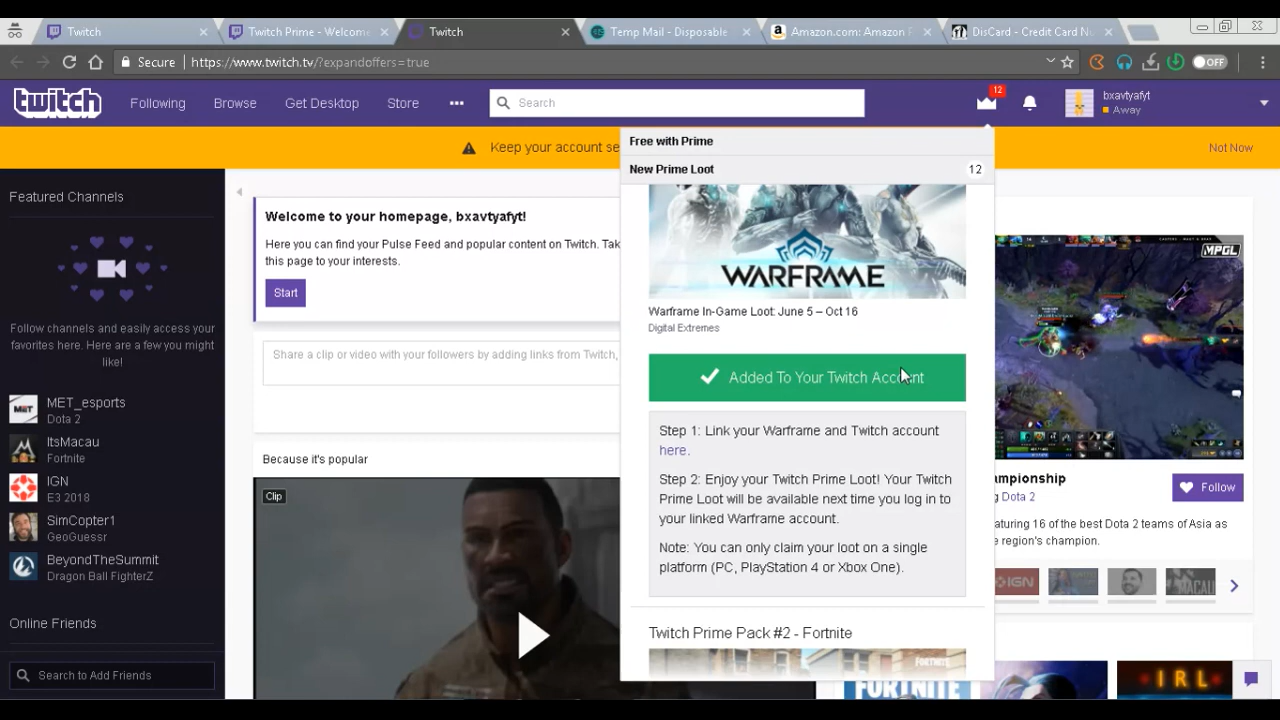 Twitch
Twitch Prime - Welcome
Twitch
Temp Mail - Disposable
Amazon.com: Amazon P
DisCard - Credit Card Nu
Secure
https://www.twitch.tv/?expandoffers=true
OFF
twitch
Following
Browse
Get Desktop
Store
Search
12
bxavtyafyt
Away
Keep your account se
Not Now
Free with Prime
New Prime Loot
12
Featured Channels
Follow channels and easily access your
favorites here. Here are a few you might
like!
MET_esports
Dota 2
ItsMacau
Fortnite
IGN
E3 2018
SimCopter1
GeoGuessr
BeyondTheSummit
Dragon Ball FighterZ
Online Friends
Search to Add Friends
Welcome to your homepage, bxavtyafyt!
Here you can find your Pulse Feed and popular content on Twitch. Tak
this page to your interests.
Start
Share a clip or video with your followers by adding links from Twitch,
Because it's popular
Clip
WARFRAME
Warframe In-Game Loot: June 5 – Oct 16
Digital Extremes
Added To Your Twitch Account
Step 1: Link your Warframe and Twitch account
here.
Step 2: Enjoy your Twitch Prime Loot! Your Twitch
Prime Loot will be available next time you log in to
your linked Warframe account.
Note: You can only claim your loot on a single
platform (PC, PlayStation 4 or Xbox One).
Twitch Prime Pack #2 - Fortnite
FORTNITE
MPGL
mpionship
Dota 2
Follow
aturing 16 of the best Dota 2 teams of Asia as
e region's champion.
IGN
MACAU
FORTNITE
IRL